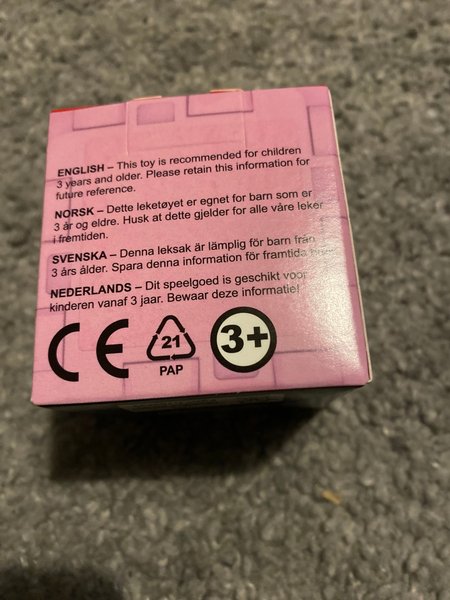 ENGLISH – This toy is recommended for children
3 years and older. Please retain this information for
future reference.
NORSK – Dette leketøyet er egnet for barn som er
3 år og eldre. Husk at dette gjelder for alle våre leker
i fremtiden.
SVENSKA – Denna leksak är lämplig för barn från
3 års ålder. Spara denna information för framtida
NEDERLANDS – Dit speelgoed is geschikt voor
kinderen vanaf 3 jaar. Bewaar deze informatie!
CE
21
PAP
3+